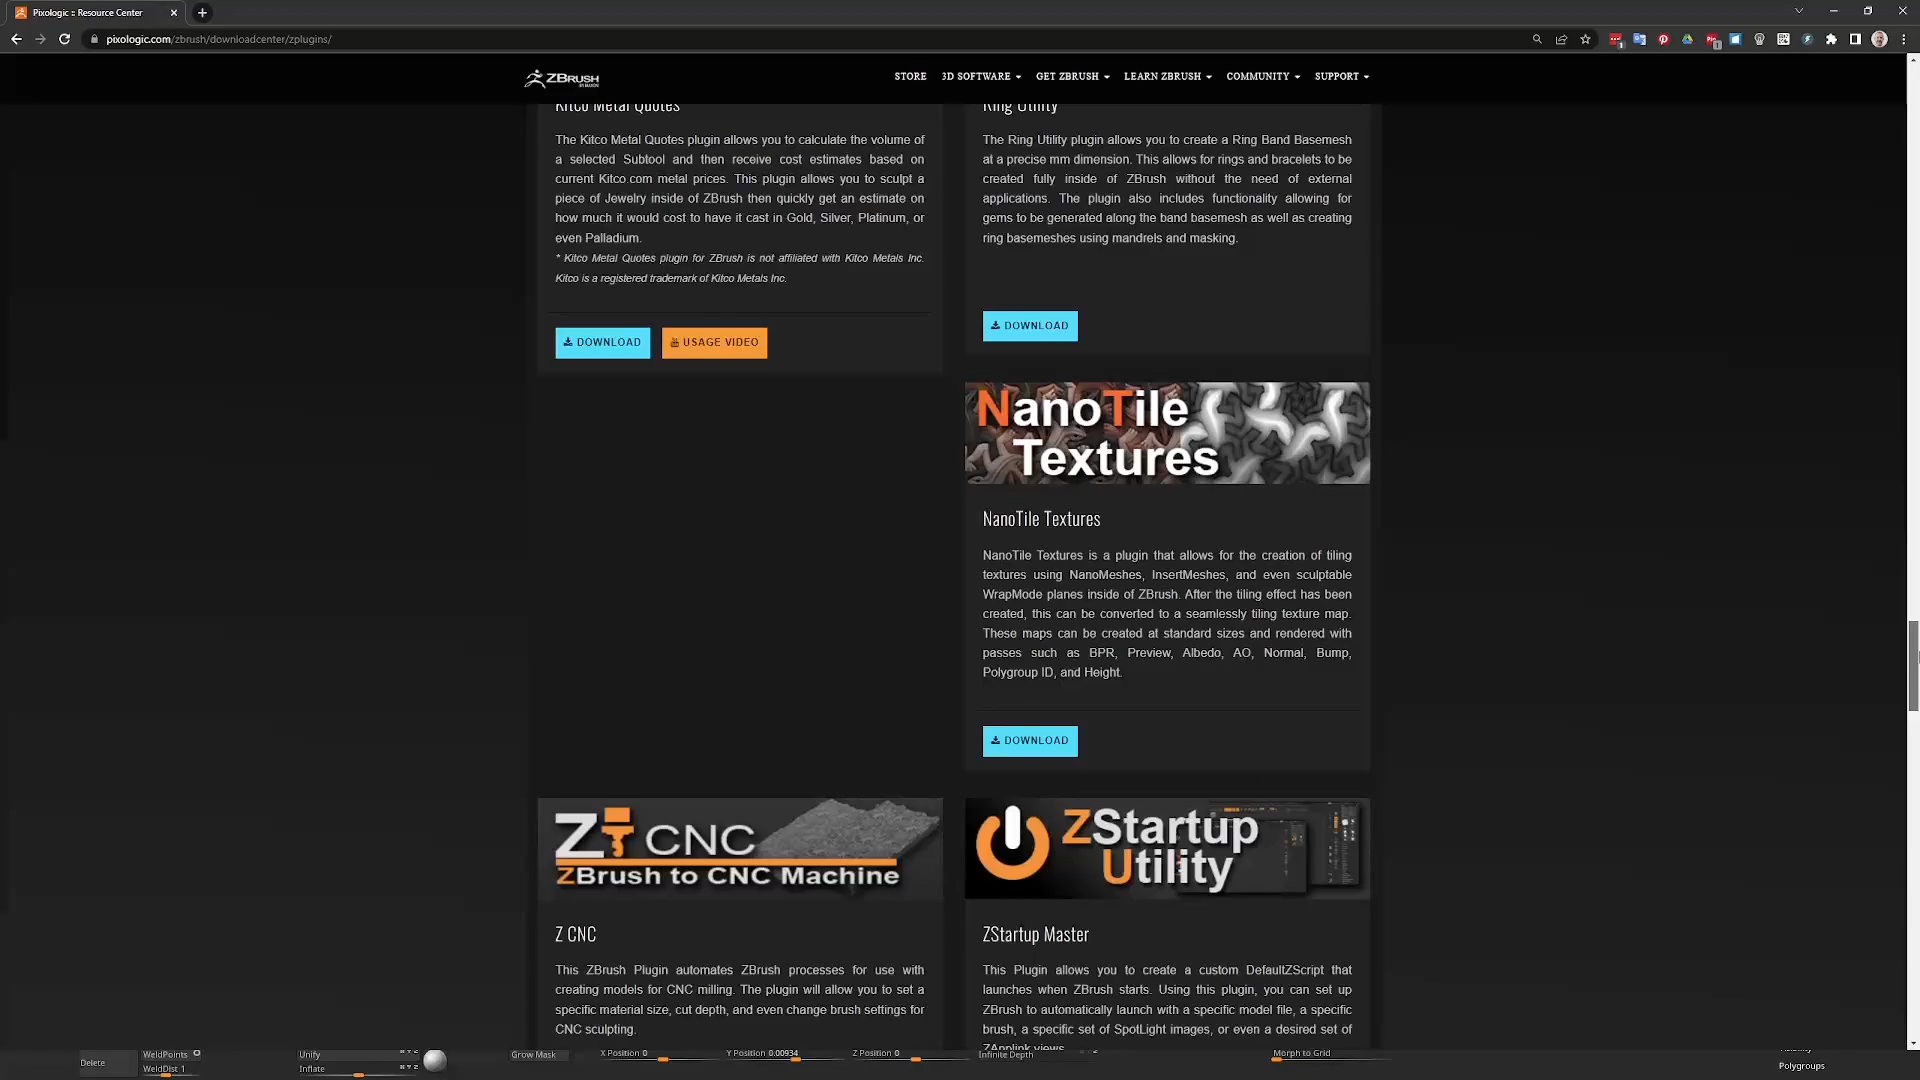 Pixologic :: Resource Center
pixologic.com/zbrush/downloadcenter/zplugins/
ZBRUSH
STORE
3D SOFTWARE
GET ZBRUSH
LEARN ZBRUSH
COMMUNITY
SUPPORT
Kitco Metal Quotes
The Kitco Metal Quotes plugin allows you to calculate the volume of
a selected Subtool and then receive cost estimates based on
current Kitco.com metal prices. This plugin allows you to sculpt a
piece of Jewelry inside of ZBrush then quickly get an estimate on
how much it would cost to have it cast in Gold, Silver, Platinum, or
even Palladium.
* Kitco Metal Quotes plugin for ZBrush is not affiliated with Kitco Metals Inc.
Kitco is a registered trademark of Kitco Metals Inc.
DOWNLOAD
USAGE VIDEO
Ring Utility
The Ring Utility plugin allows you to create a Ring Band Basemesh
at a precise mm dimension. This allows for rings and bracelets to be
created fully inside of ZBrush without the need of external
applications. The plugin also includes functionality allowing for
gems to be generated along the band basemesh as well as creating
ring basemeshes using mandrels and masking.
DOWNLOAD
NanoTile
Textures
NanoTile Textures
NanoTile Textures is a plugin that allows for the creation of tiling
textures using NanoMeshes, InsertMeshes, and even sculptable
WrapMode planes inside of ZBrush. After the tiling effect has been
created, this can be converted to a seamlessly tiling texture map.
These maps can be created at standard sizes and rendered with
passes such as BPR, Preview, Albedo, AO, Normal, Bump,
Polygroup ID, and Height.
DOWNLOAD
Z CNC
ZBrush to CNC Machine
Z CNC
This ZBrush Plugin automates ZBrush processes for use with
creating models for CNC milling. The plugin will allow you to set a
specific material size, cut depth, and even change brush settings for
CNC sculpting.
ZStartup
Utility
ZStartup Master
This Plugin allows you to create a custom DefaultZScript that
launches when ZBrush starts. Using this plugin, you can set up
ZBrush to automatically launch with a specific model file, a specific
brush, a specific set of SpotLight images, or even a desired set of
ZApplink views.
Delete
WeldPoints
WeldDist 1
Unify
Inflate
Grow Mask
X Position 0
Y Position 0.00934
Z Position 0
Infinite Depth
Morph to Grid
Polygroups